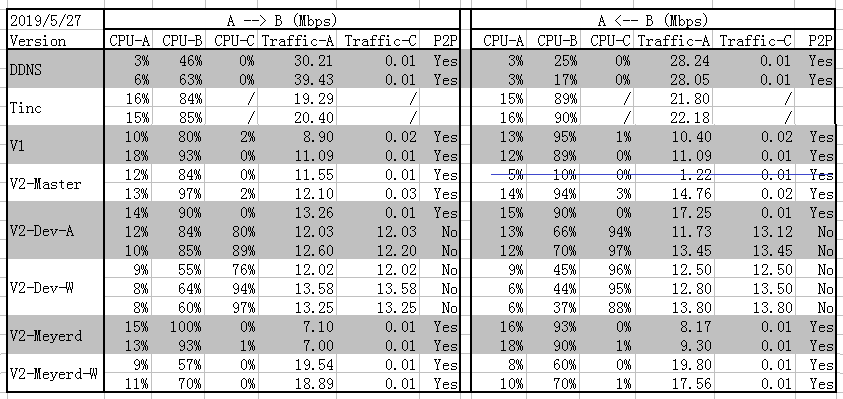 2019/5/27 A --> B (Mbps) A <-- B (Mbps)
Version CPU-A CPU-B CPU-C Traffic-A Traffic-C P2P CPU-A CPU-B CPU-C Traffic-A Traffic-C P2P
DDNS
3% 46% 0% 30.21 0.01 Yes 3% 25% 0% 28.24 0.01 Yes
6% 63% 0% 39.43 0.01 Yes 3% 17% 0% 28.05 0.01 Yes
Tinc
16% 84% / 19.29 / 15% 89% / 21.80 /
15% 85% / 20.40 / 16% 90% / 22.18 /
V1
10% 80% 2% 8.90 0.02 Yes 13% 95% 1% 10.40 0.02 Yes
18% 93% 0% 11.09 0.01 Yes 12% 89% 0% 11.09 0.01 Yes
V2-Master
12% 84% 0% 11.55 0.01 Yes 5% 10% 0% 1.22 0.01 Yes
13% 97% 2% 12.10 0.03 Yes 14% 94% 3% 14.76 0.02 Yes
V2-Dev-A
14% 90% 0% 13.26 0.01 Yes 15% 90% 0% 17.25 0.01 Yes
12% 84% 80% 12.03 12.03 No 13% 66% 94% 11.73 13.12 No
10% 85% 89% 12.60 12.20 No 12% 70% 97% 13.45 13.45 No
V2-Dev-W
9% 55% 76% 12.02 12.02 No 9% 45% 96% 12.50 12.50 No
8% 64% 94% 13.58 13.58 No 6% 44% 95% 12.80 13.50 No
8% 60% 97% 13.25 13.25 No 6% 37% 88% 13.80 13.80 No
V2-Meyerd
15% 100% 0% 7.10 0.01 Yes 16% 93% 0% 8.17 0.01 Yes
13% 93% 1% 7.00 0.01 Yes 18% 90% 1% 9.30 0.01 Yes
V2-Meyerd-W
9% 57% 0% 19.54 0.01 Yes 8% 60% 0% 19.80 0.01 Yes
11% 70% 0% 18.89 0.01 Yes 10% 70% 1% 17.56 0.01 Yes